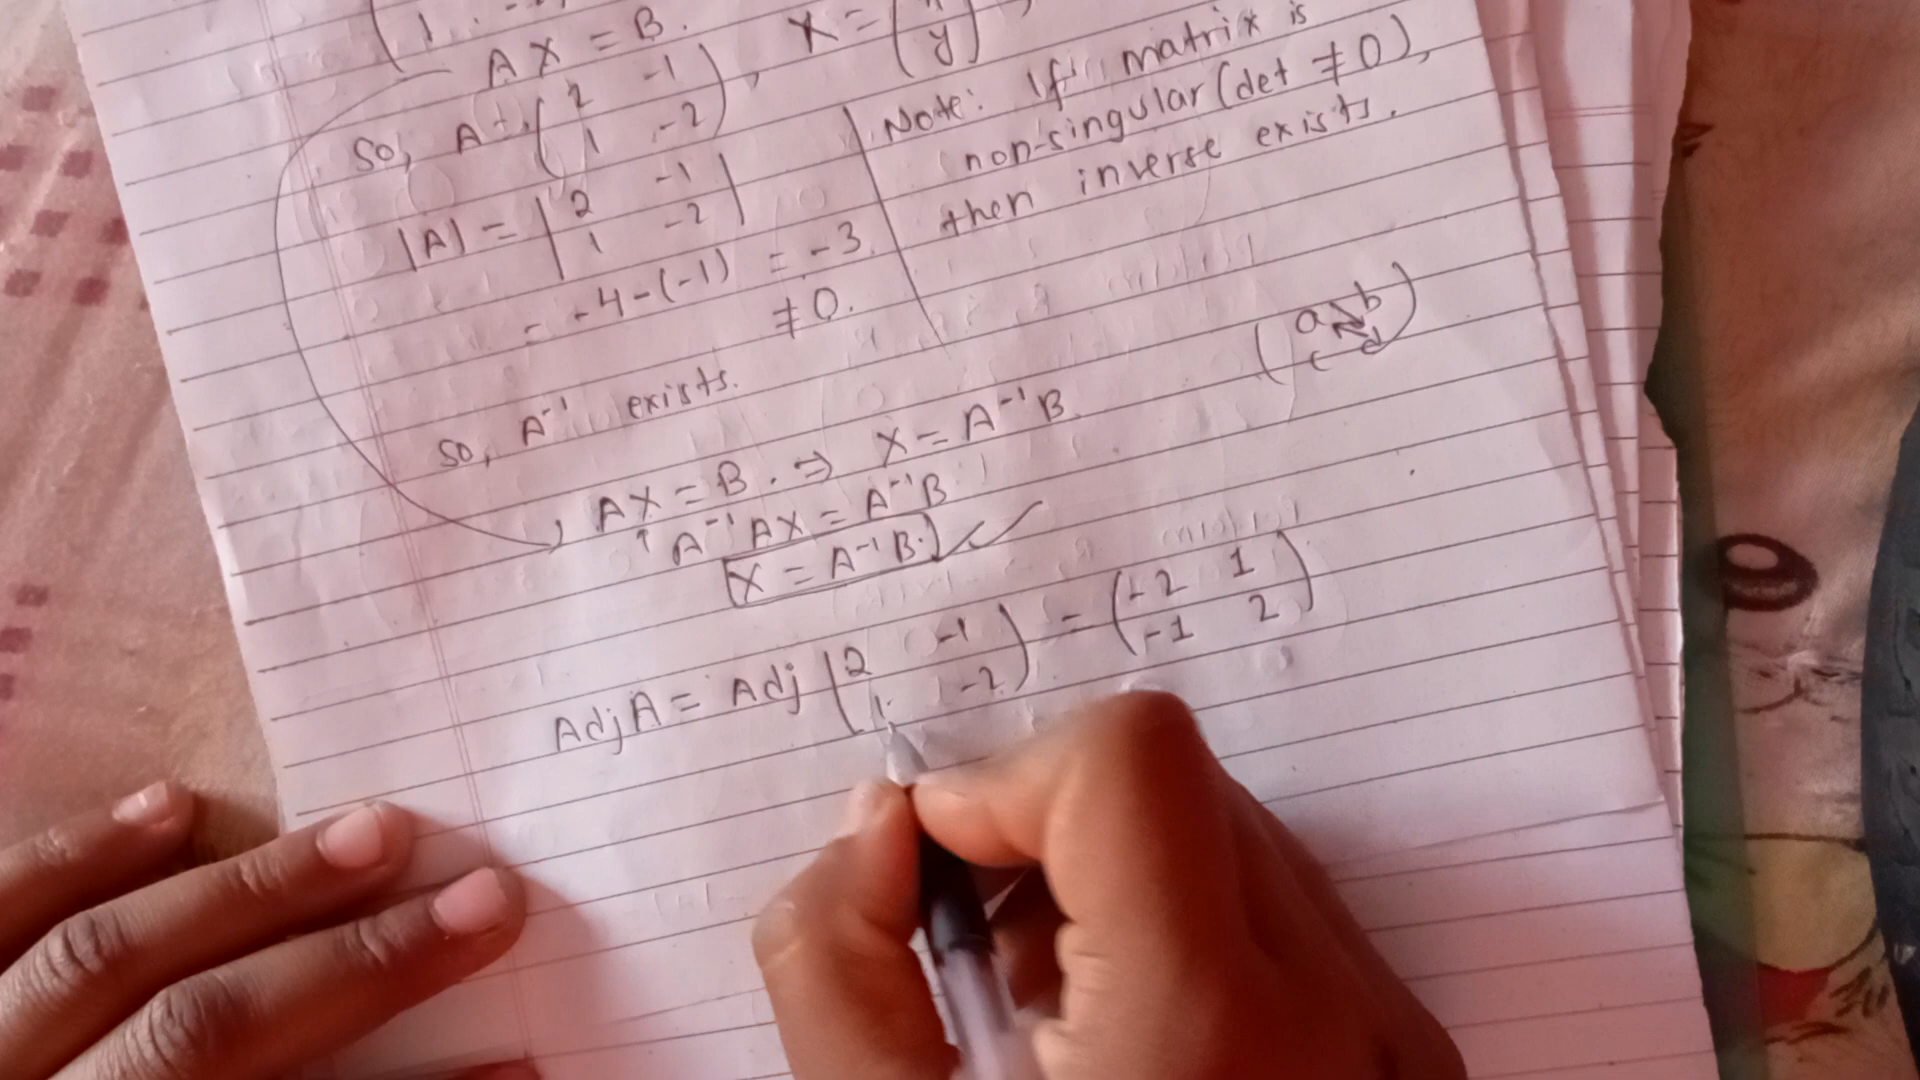 1
AX = B. X = ( y ),
So, A = ( 2 -1
1 -2 ),
|A| = | 2 -1
1 -2 |
= -4-(-1) = -3
≠ 0.
Note: If matrix is
non-singular (det ≠ 0),
then inverse exists.
( a b
c d )
So, A⁻¹ exists.
, AX = B. ⇒ X = A⁻¹B
A⁻¹AX = A⁻¹B
X = A⁻¹B.
AdjA = Adj ( 2 -1
1 -2 ) = ( -2 1
-1 2 )